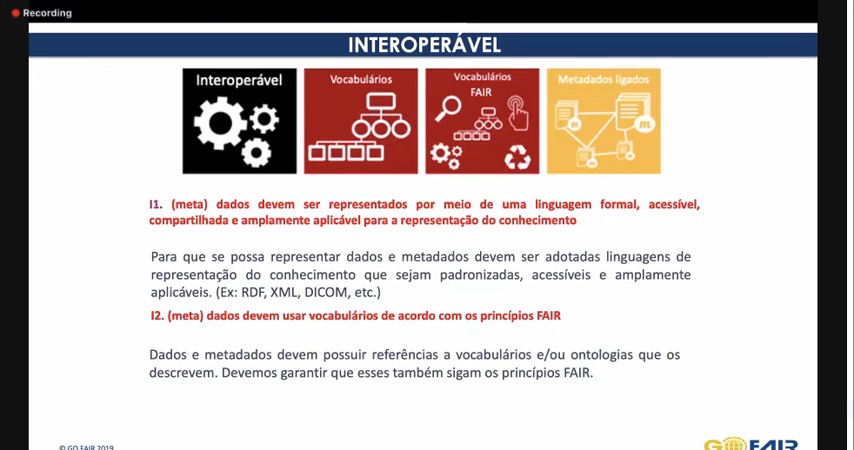 Recording
INTEROPERÁVEL
Interoperável
Vocabulários
Vocabulários
FAIR
Metadados ligados
m
m
I1. (meta) dados devem ser representados por meio de uma linguagem formal, acessível,
compartilhada e amplamente aplicável para a representação do conhecimento
Para que se possa representar dados e metadados devem ser adotadas linguagens de
representação do conhecimento que sejam padronizadas, acessíveis e amplamente
aplicáveis. (Ex: RDF, XML, DICOM, etc.)
I2. (meta) dados devem usar vocabulários de acordo com os princípios FAIR
Dados e metadados devem possuir referências a vocabulários e/ou ontologias que os
descrevem. Devemos garantir que esses também sigam os princípios FAIR.
© GO FAIR 2019
GO FAIR